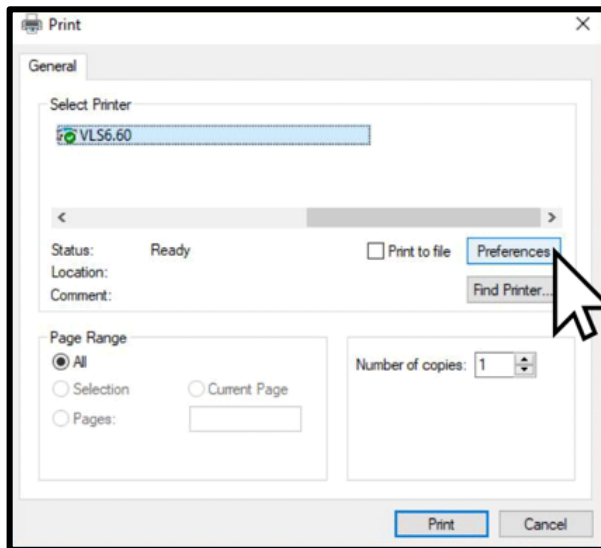 Print
General
Select Printer
VLS6.60
Status: Ready
Print to file
Preferences
Location:
Comment:
Find Printer...
Page Range
All
Selection
Current Page
Pages:
Number of copies: 1
Print
Cancel